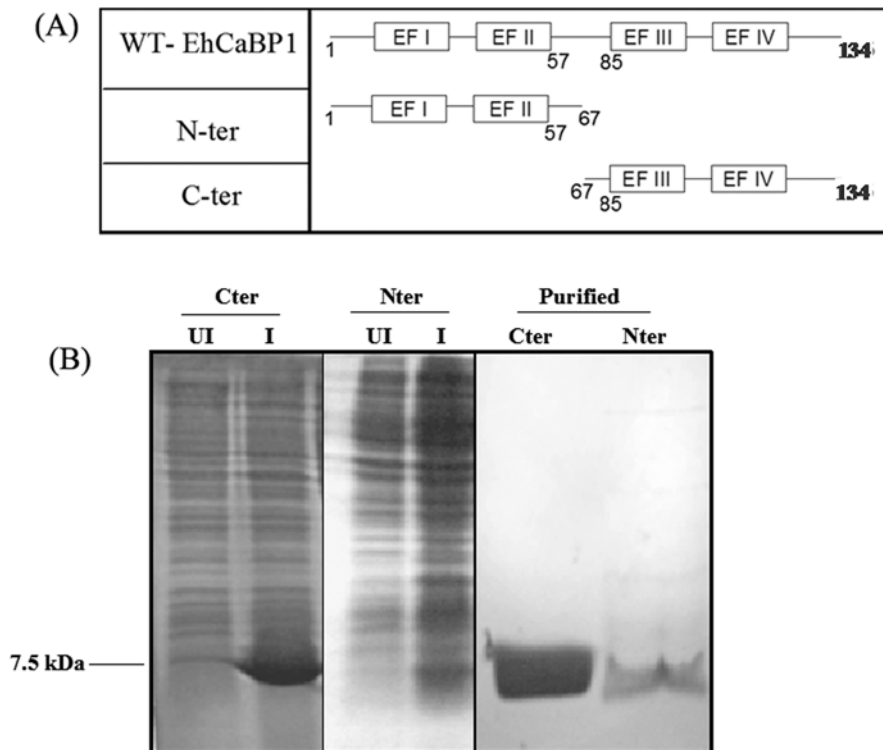 (A)
WT- EhCaBP1
1 EF I EF II 57 85 EF III EF IV 134
N-ter
1 EF I EF II 57 67
C-ter
67 85 EF III EF IV 134
Cter Nter Purified
UI I UI I Cter Nter
(B)
7.5 kDa